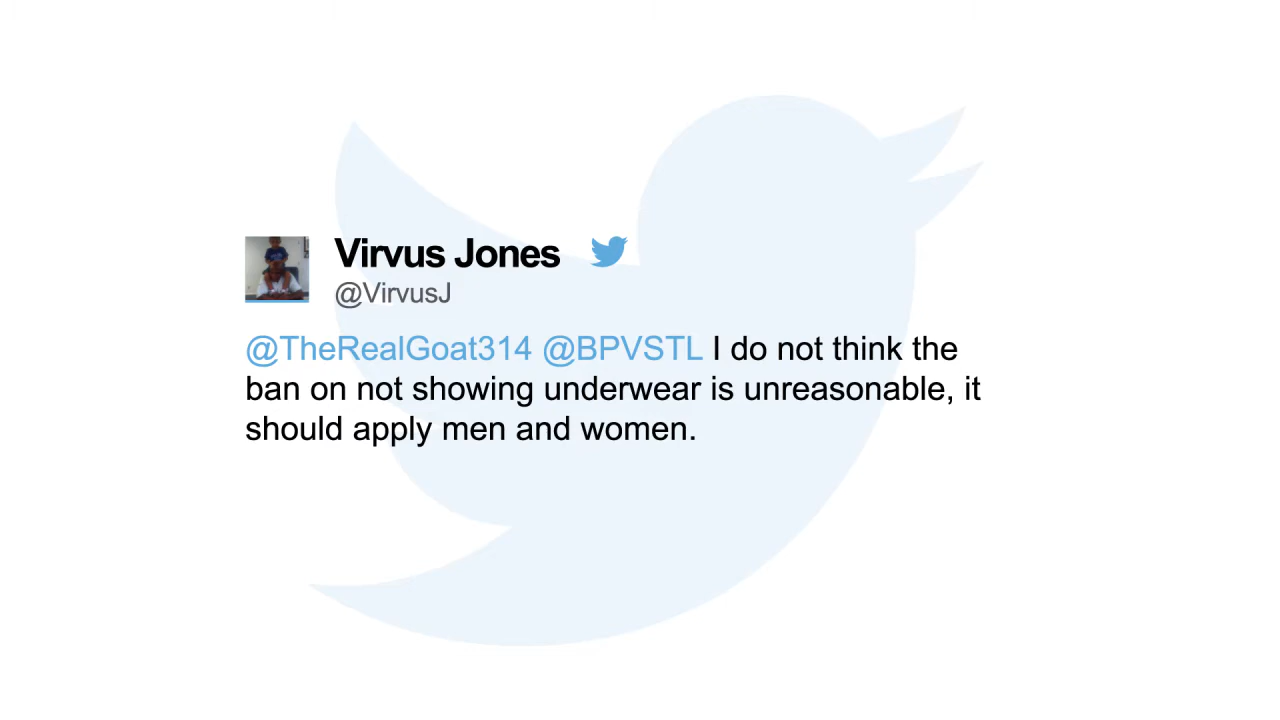 Virvus Jones
@VirvusJ
@TheRealGoat314 @BPVSTL I do not think the
ban on not showing underwear is unreasonable, it
should apply men and women.